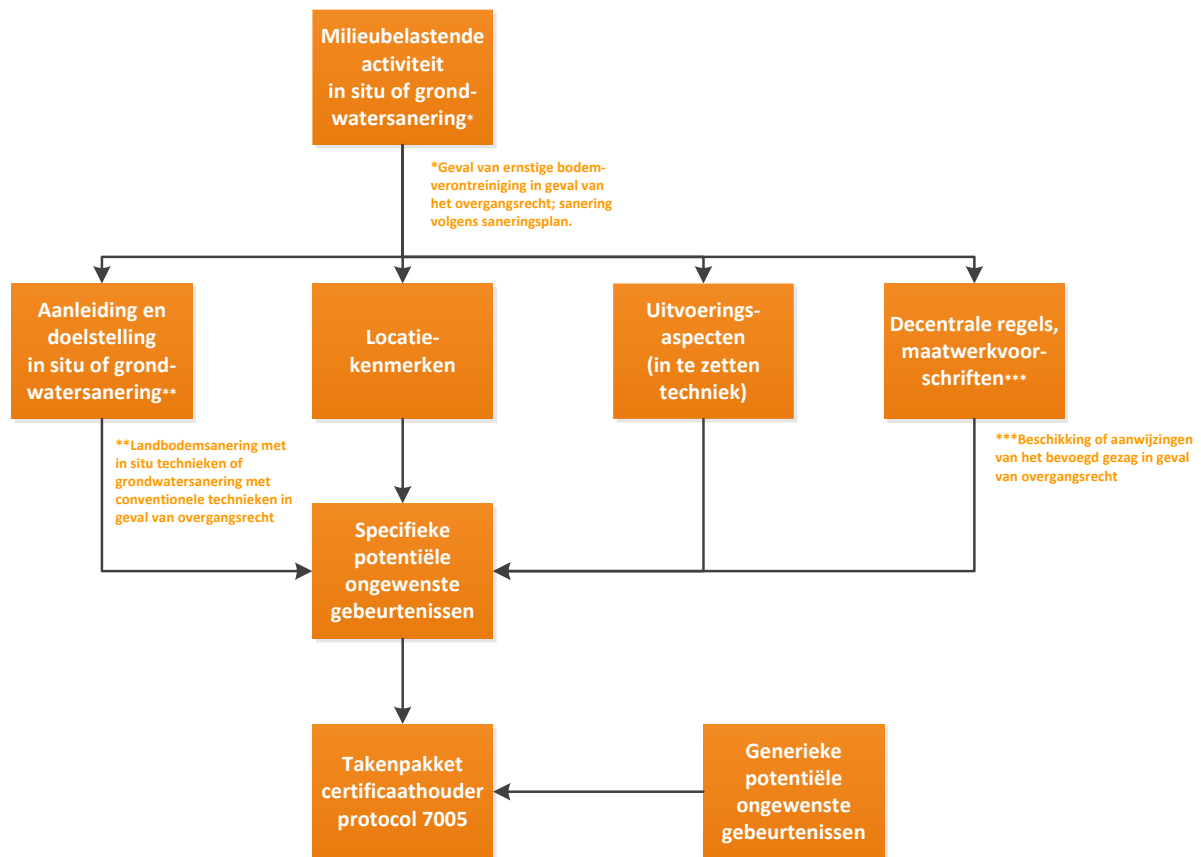 Milieubelastende
activiteit
in situ of grond-
watersanering*
*Geval van ernstige bodem-
verontreiniging in geval van
het overgangsrecht; sanering
volgens saneringsplan.
Aanleiding en
doelstelling
in situ of grond-
watersanering**
Locatie-
kenmerken
Uitvoerings-
aspecten
(in te zetten
techniek)
Decentrale regels,
maatwerkvoor-
schriften***
**Landbodemsanering met
in situ technieken of
grondwatersanering met
conventionele technieken in
geval van overgangsrecht
***Beschikking of aanwijzingen
van het bevoegd gezag in geval
van overgangsrecht
Specifieke
potentiële
ongewenste
gebeurtenissen
Takenpakket
certificaathouder
protocol 7005
Generieke
potentiële
ongewenste
gebeurtenissen